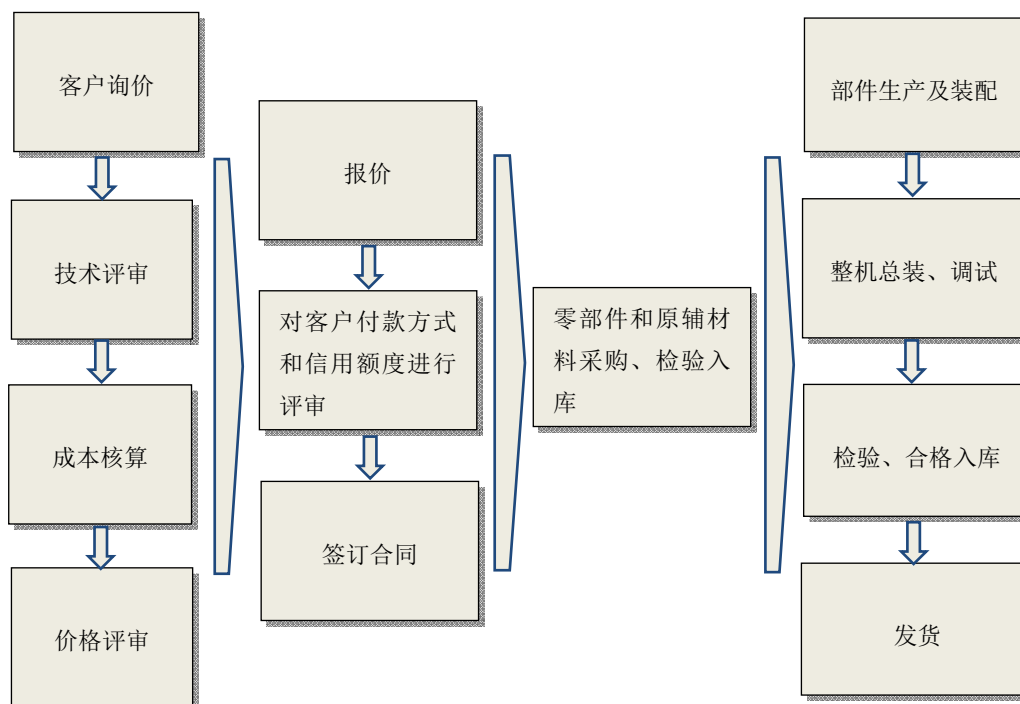 客户询价
技术评审
成本核算
价格评审
报价
对客户付款方式
和信用额度进行
评审
签订合同
零部件和原辅材
料采购、检验入
库
部件生产及装配
整机总装、调试
检验、合格入库
发货